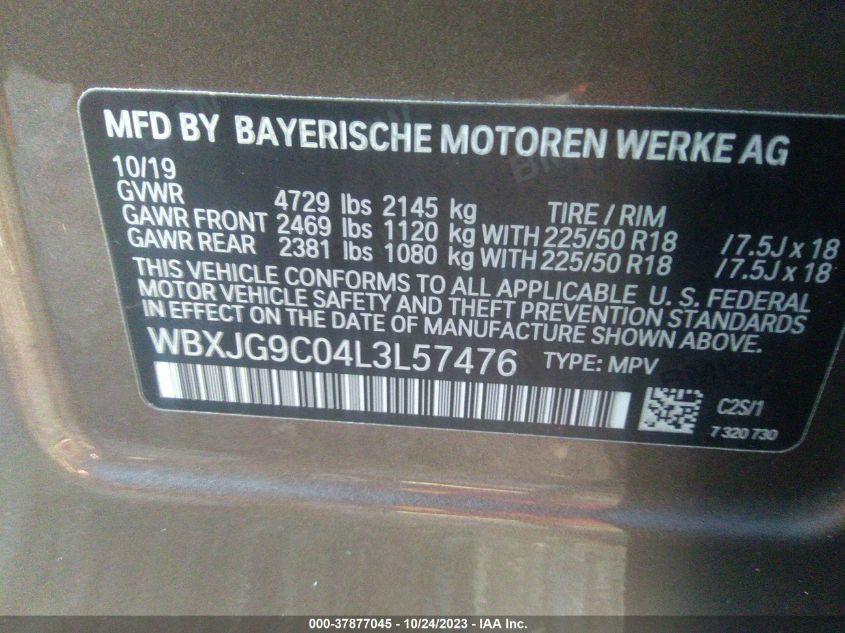 MFD BY BAYERISCHE MOTOREN WERKE AG
10/19
GVWR 4729 lbs 2145 kg TIRE / RIM
GAWR FRONT 2469 lbs 1120 kg WITH 225/50 R18 /7.5J x 18
GAWR REAR 2381 lbs 1080 kg WITH 225/50 R18 /7.5J x 18
THIS VEHICLE CONFORMS TO ALL APPLICABLE U. S. FEDERAL
MOTOR VEHICLE SAFETY AND THEFT PREVENTION STANDARDS
IN EFFECT ON THE DATE OF MANUFACTURE SHOWN ABOVE.
WBXJG9C04L3L57476 TYPE: MPV
C2S/1
7 320 730
000-37877045 - 10/24/2023 - IAA Inc.